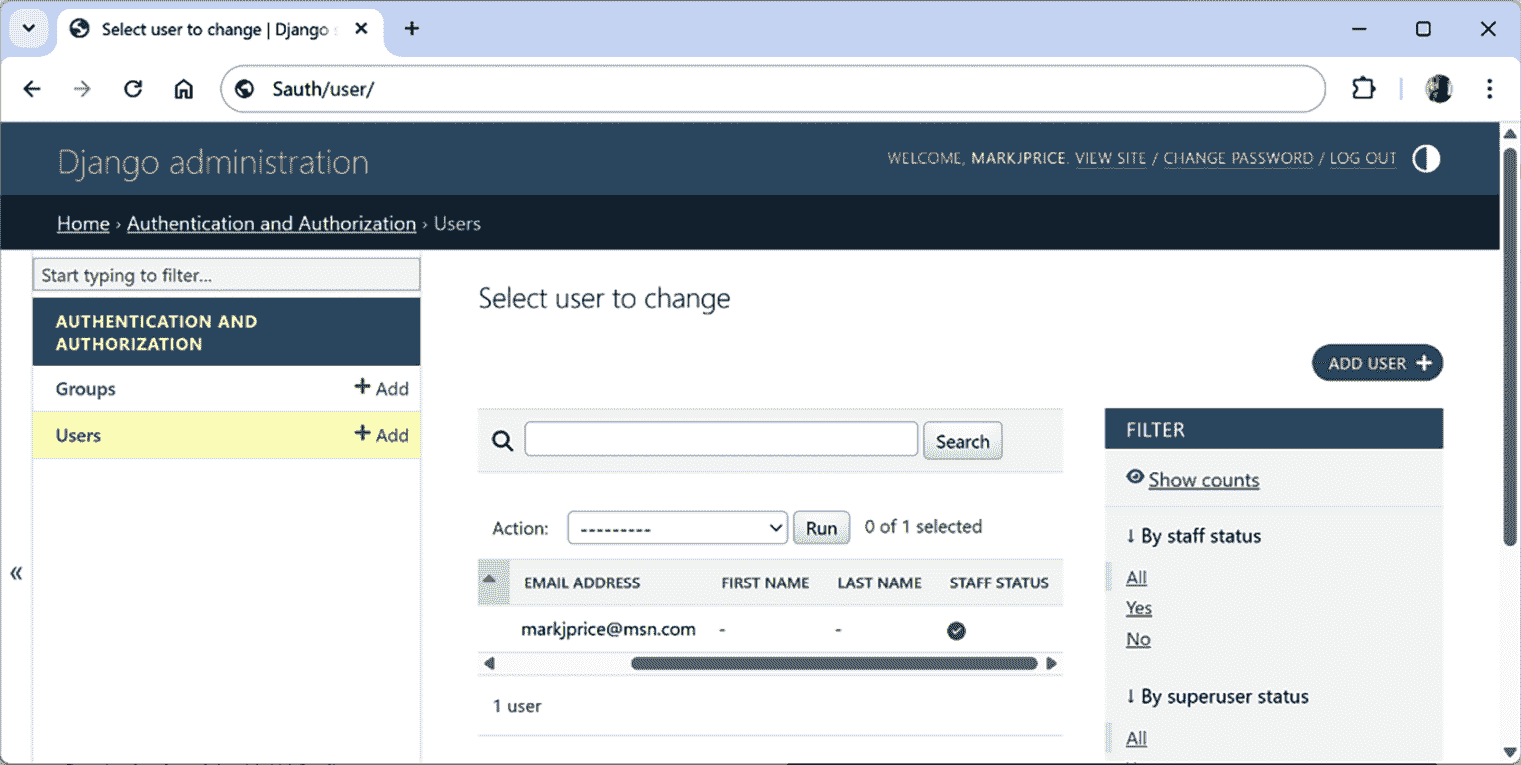 Select user to change | Django s
Sauth/user/
Django administration
WELCOME, MARKJPRICE. VIEW SITE / CHANGE PASSWORD / LOG OUT
Home › Authentication and Authorization › Users
Start typing to filter...
AUTHENTICATION AND
AUTHORIZATION
Groups + Add
Users + Add
«
Select user to change
ADD USER +
Search
Action: --------- Run 0 of 1 selected
EMAIL ADDRESS FIRST NAME LAST NAME STAFF STATUS
markjprice@msn.com - -
1 user
FILTER
Show counts
↓ By staff status
All
Yes
No
↓ By superuser status
All